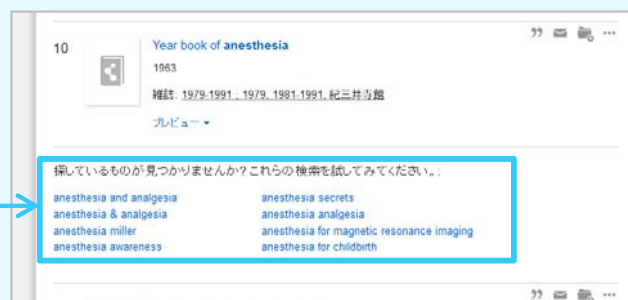 10
Year book of anesthesia
1963
雑誌: 1979-1991 , 1979, 1981-1991, 紀三井寺館
プレビュー
探しているものが見つかりませんか?これらの検索を試してみてください。:
anesthesia and analgesia
anesthesia & analgesia
anesthesia miller
anesthesia awareness
anesthesia secrets
anesthesia analgesia
anesthesia for magnetic resonance imaging
anesthesia for childbirth